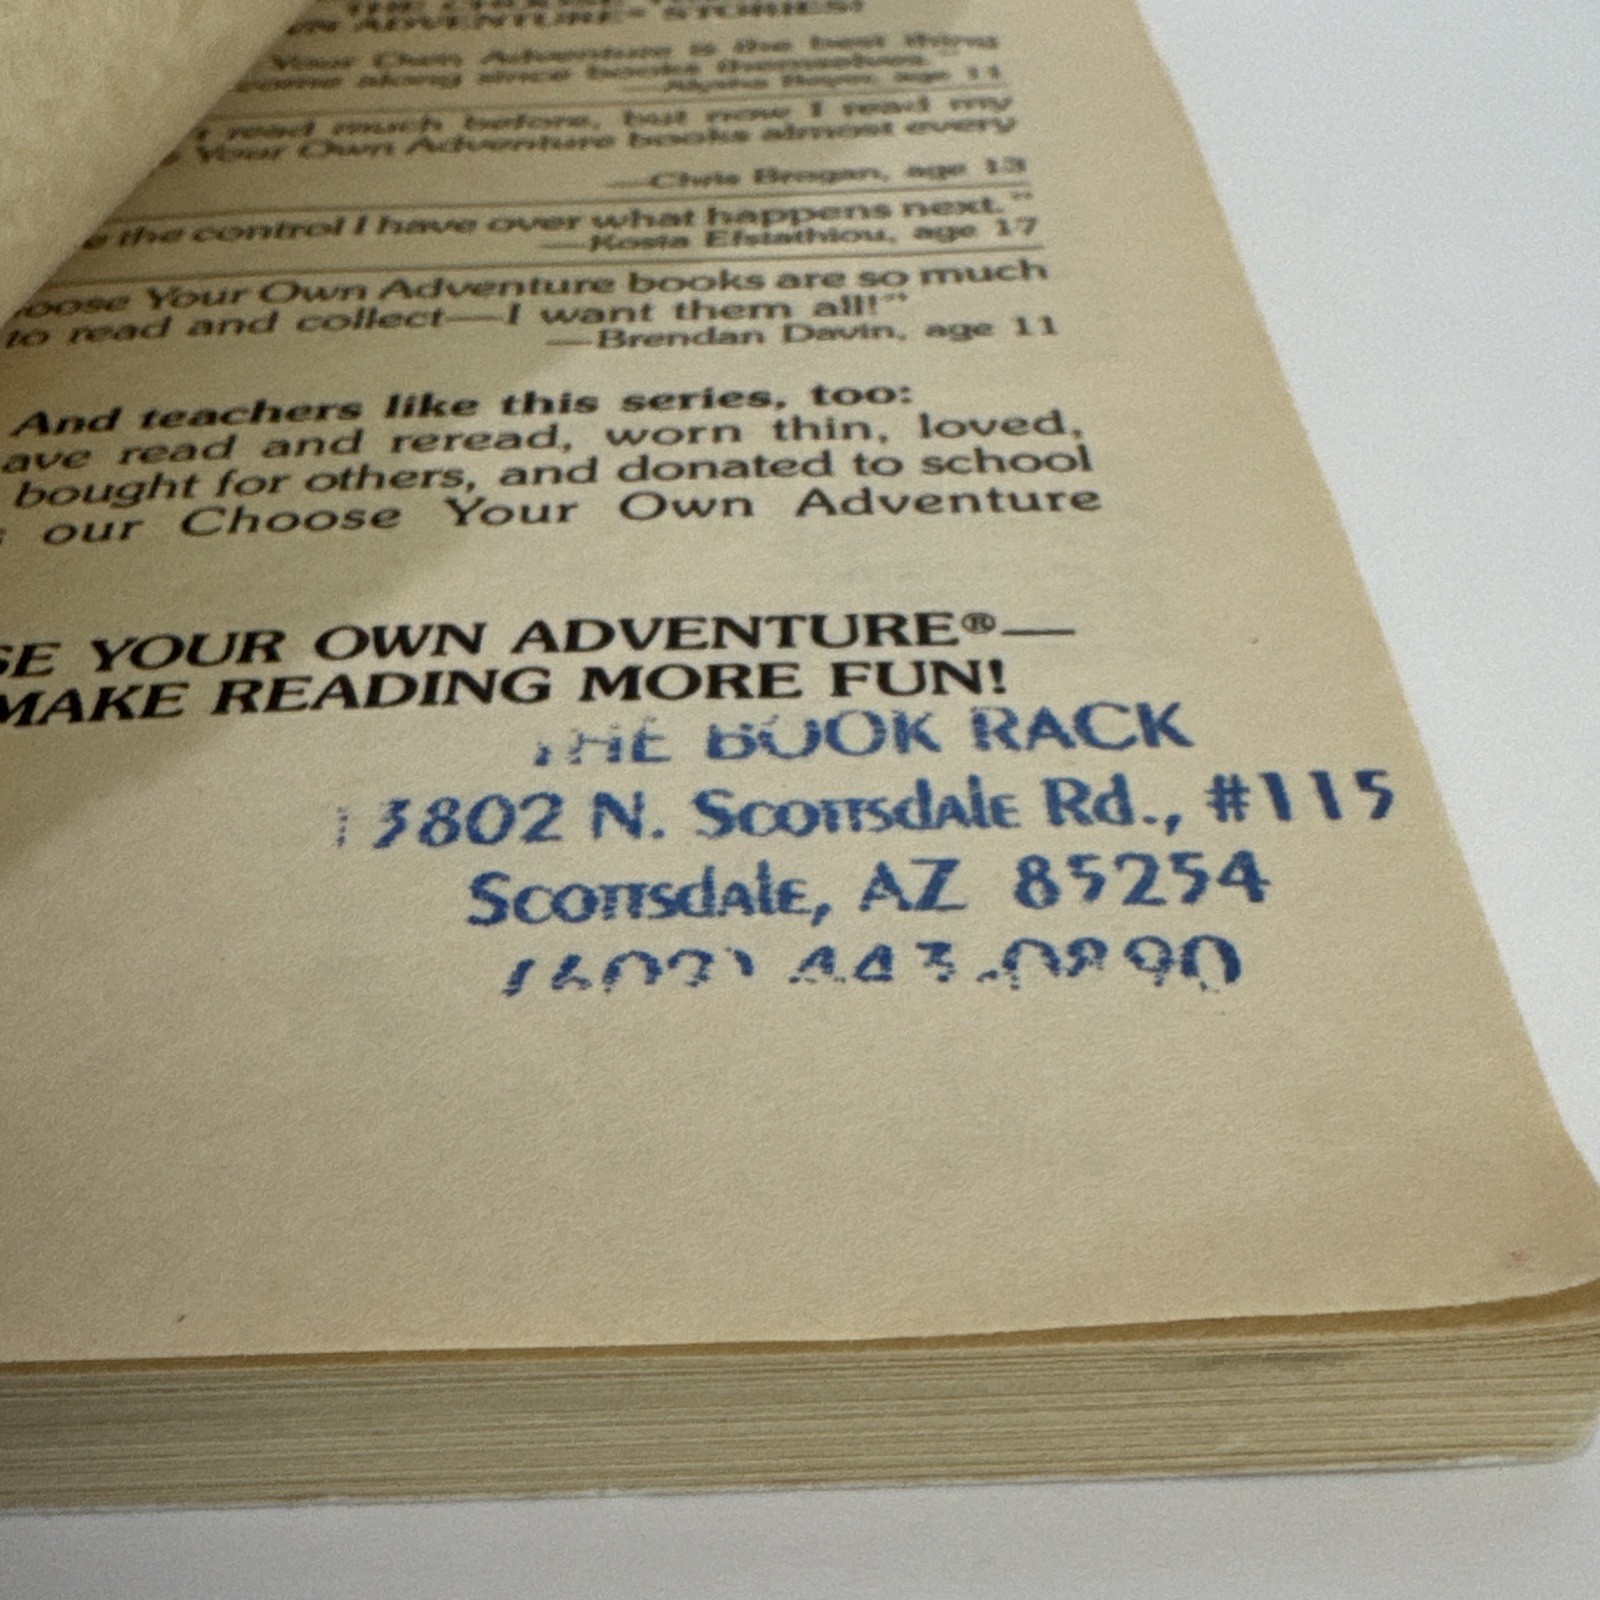 N ADVENTURE® STORIES!
Your Own Adventure is the best thing
come along since books themselves."
—Alysha Beyer, age 11
read much before, but now I read my
Your Own Adventure books almost every
—Chris Brogan, age 13
the control I have over what happens next."
—Kosta Efstathiou, age 17
oose Your Own Adventure books are so much
to read and collect—I want them all!"
—Brendan Davin, age 11
And teachers like this series, too:
ave read and reread, worn thin, loved,
bought for others, and donated to school
our Choose Your Own Adventure
SE YOUR OWN ADVENTURE®—
MAKE READING MORE FUN!
THE BOOK RACK
13802 N. Scottsdale Rd., #115
Scottsdale, AZ 85254
(602) 443-0890